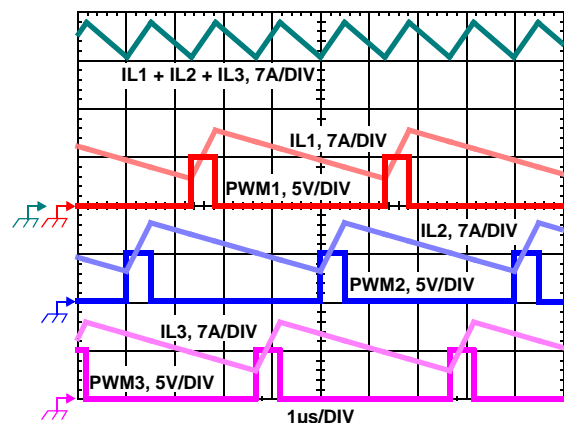 IL1 + IL2 + IL3, 7A/DIV
IL1, 7A/DIV
PWM1, 5V/DIV
IL2, 7A/DIV
PWM2, 5V/DIV
IL3, 7A/DIV
PWM3, 5V/DIV
1µs/DIV